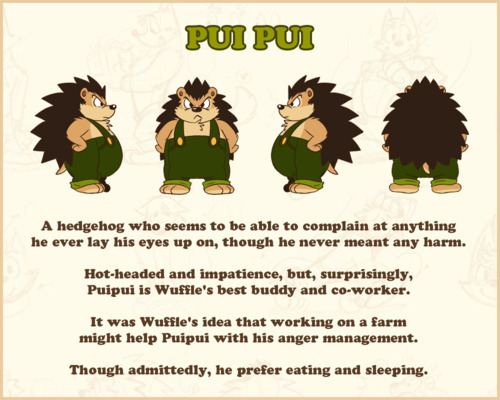 PUI PUI
A hedgehog who seems to be able to complain at anything
he ever lay his eyes up on, though he never meant any harm.
Hot-headed and impatience, but, surprisingly,
Puipui is Wuffle's best buddy and co-worker.
It was Wuffle's idea that working on a farm
might help Puipui with his anger management.
Though admittedly, he prefer eating and sleeping.